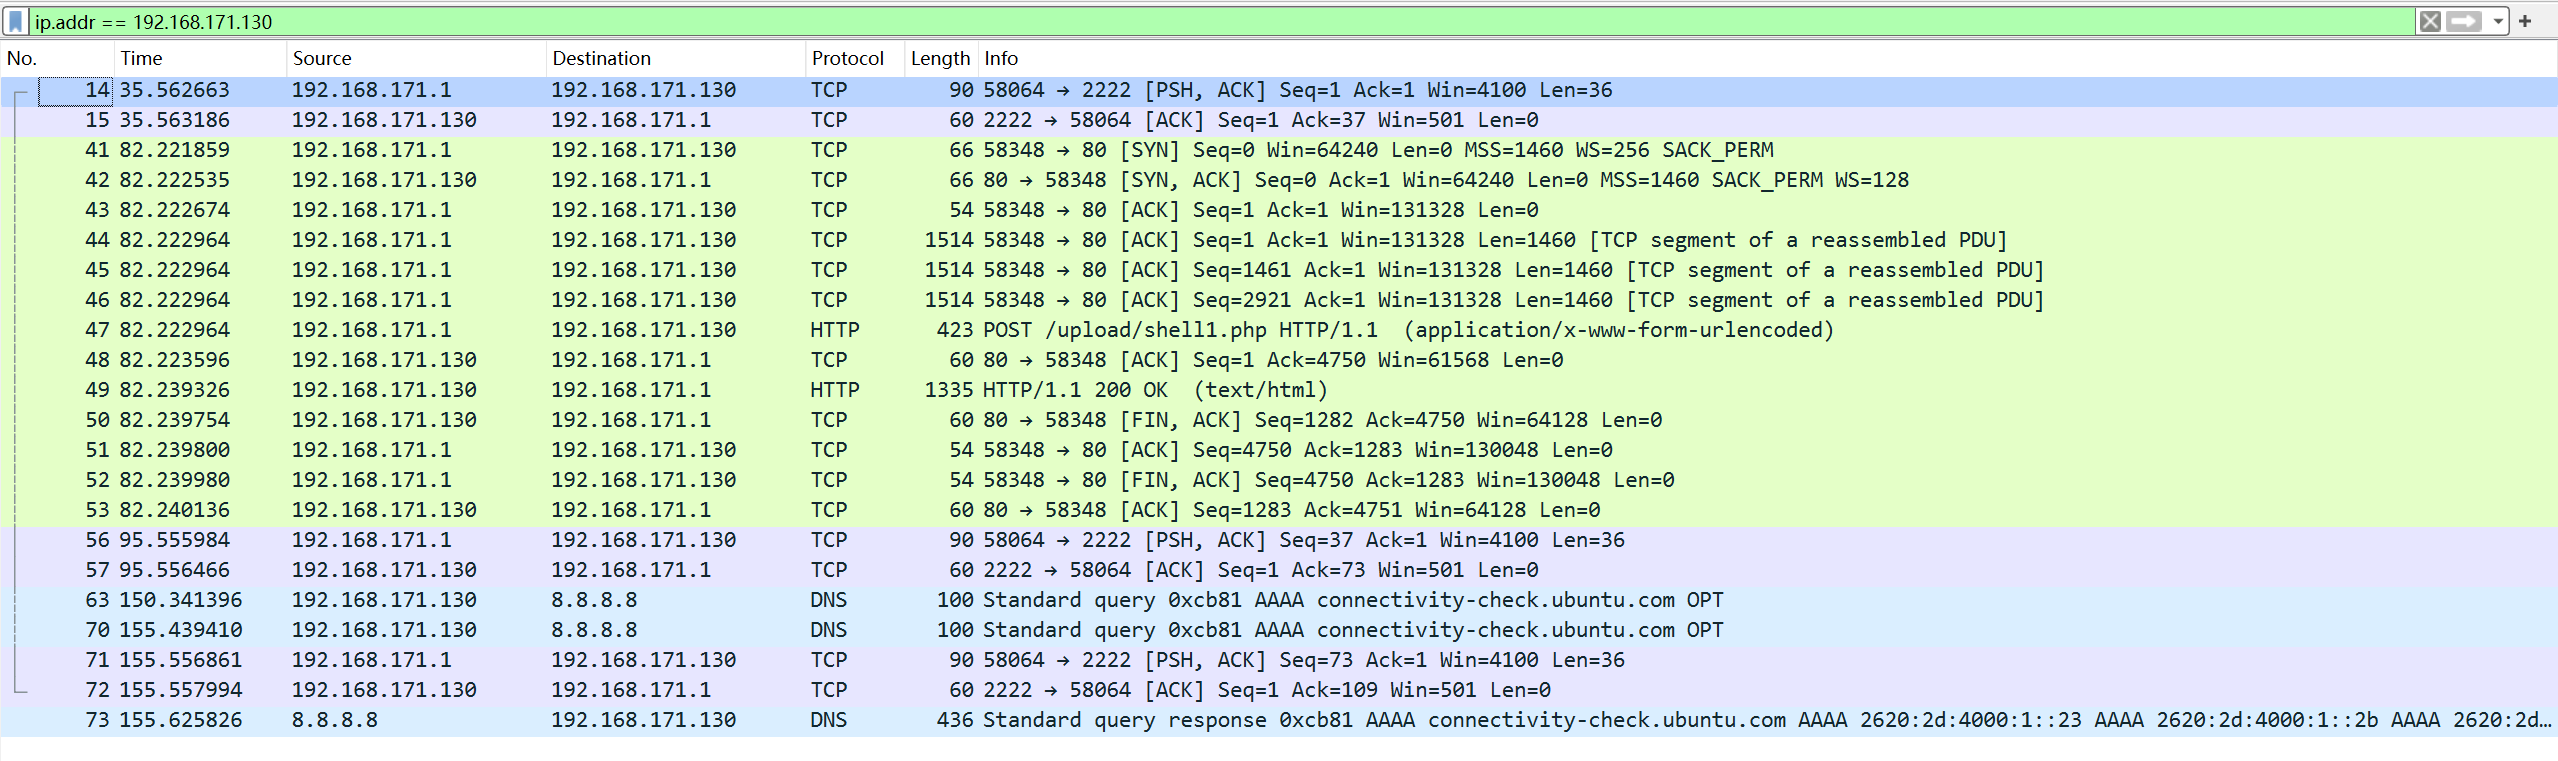 ip.addr == 192.168.171.130
No. Time Source Destination Protocol Length Info
14 35.562663 192.168.171.1 192.168.171.130 TCP 90 58064 → 2222 [PSH, ACK] Seq=1 Ack=1 Win=4100 Len=36
15 35.563186 192.168.171.130 192.168.171.1 TCP 60 2222 → 58064 [ACK] Seq=1 Ack=37 Win=501 Len=0
41 82.221859 192.168.171.1 192.168.171.130 TCP 66 58348 → 80 [SYN] Seq=0 Win=64240 Len=0 MSS=1460 WS=256 SACK_PERM
42 82.222535 192.168.171.130 192.168.171.1 TCP 66 80 → 58348 [SYN, ACK] Seq=0 Ack=1 Win=64240 Len=0 MSS=1460 SACK_PERM WS=128
43 82.222674 192.168.171.1 192.168.171.130 TCP 54 58348 → 80 [ACK] Seq=1 Ack=1 Win=131328 Len=0
44 82.222964 192.168.171.1 192.168.171.130 TCP 1514 58348 → 80 [ACK] Seq=1 Ack=1 Win=131328 Len=1460 [TCP segment of a reassembled PDU]
45 82.222964 192.168.171.1 192.168.171.130 TCP 1514 58348 → 80 [ACK] Seq=1461 Ack=1 Win=131328 Len=1460 [TCP segment of a reassembled PDU]
46 82.222964 192.168.171.1 192.168.171.130 TCP 1514 58348 → 80 [ACK] Seq=2921 Ack=1 Win=131328 Len=1460 [TCP segment of a reassembled PDU]
47 82.222964 192.168.171.1 192.168.171.130 HTTP 423 POST /upload/shell1.php HTTP/1.1 (application/x-www-form-urlencoded)
48 82.223596 192.168.171.130 192.168.171.1 TCP 60 80 → 58348 [ACK] Seq=1 Ack=4750 Win=61568 Len=0
49 82.239326 192.168.171.130 192.168.171.1 HTTP 1335 HTTP/1.1 200 OK (text/html)
50 82.239754 192.168.171.130 192.168.171.1 TCP 60 80 → 58348 [FIN, ACK] Seq=1282 Ack=4750 Win=64128 Len=0
51 82.239800 192.168.171.1 192.168.171.130 TCP 54 58348 → 80 [ACK] Seq=4750 Ack=1283 Win=130048 Len=0
52 82.239980 192.168.171.1 192.168.171.130 TCP 54 58348 → 80 [FIN, ACK] Seq=4750 Ack=1283 Win=130048 Len=0
53 82.240136 192.168.171.130 192.168.171.1 TCP 60 80 → 58348 [ACK] Seq=1283 Ack=4751 Win=64128 Len=0
56 95.555984 192.168.171.1 192.168.171.130 TCP 90 58064 → 2222 [PSH, ACK] Seq=37 Ack=1 Win=4100 Len=36
57 95.556466 192.168.171.130 192.168.171.1 TCP 60 2222 → 58064 [ACK] Seq=1 Ack=73 Win=501 Len=0
63 150.341396 192.168.171.130 8.8.8.8 DNS 100 Standard query 0xcb81 AAAA connectivity-check.ubuntu.com OPT
70 155.439410 192.168.171.130 8.8.8.8 DNS 100 Standard query 0xcb81 AAAA connectivity-check.ubuntu.com OPT
71 155.556861 192.168.171.1 192.168.171.130 TCP 90 58064 → 2222 [PSH, ACK] Seq=73 Ack=1 Win=4100 Len=36
72 155.557994 192.168.171.130 192.168.171.1 TCP 60 2222 → 58064 [ACK] Seq=1 Ack=109 Win=501 Len=0
73 155.625826 8.8.8.8 192.168.171.130 DNS 436 Standard query response 0xcb81 AAAA connectivity-check.ubuntu.com AAAA 2620:2d:4000:1::23 AAAA 2620:2d:4000:1::2b AAAA 2620:2d…